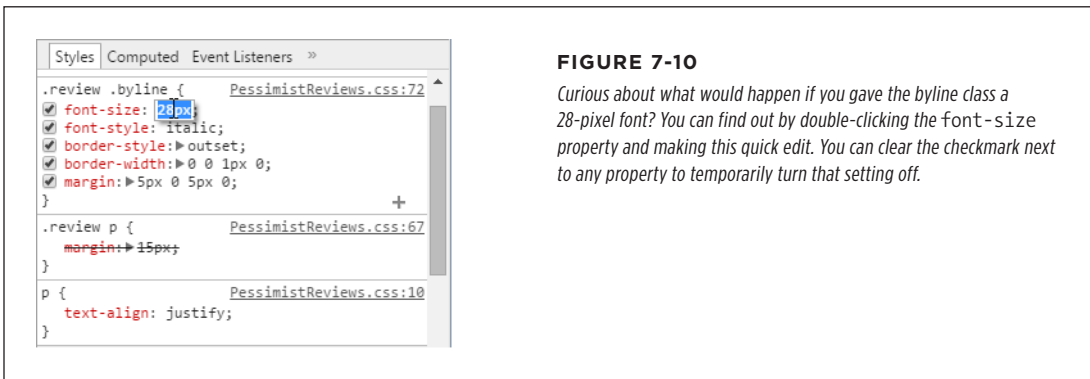 Styles Computed Event Listeners »
.review .byline { PessimistReviews.css:72
font-size: 28px;
font-style: italic;
border-style:▶outset;
border-width:▶0 0 1px 0;
margin:▶5px 0 5px 0;
}
+
.review p { PessimistReviews.css:67
margin:▶15px;
}
p { PessimistReviews.css:10
text-align: justify;
}
FIGURE 7-10
Curious about what would happen if you gave the byline class a
28-pixel font? You can find out by double-clicking the font-size
property and making this quick edit. You can clear the checkmark next
to any property to temporarily turn that setting off.